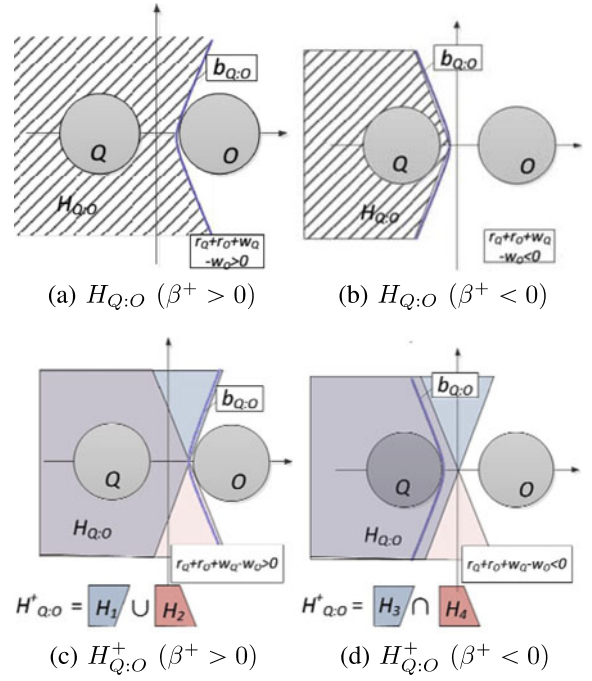 b_{Q:O}
b_{Q:O}
Q
O
Q
O
H_{Q:O}
H_{Q:O}
r_Q+r_O+w_Q
-w_O>0
r_Q+r_O+w_Q
-w_O<0
(a) H_{Q:O} (β^+ > 0)
(b) H_{Q:O} (β^+ < 0)
b_{Q:O}
b_{Q:O}
Q
O
Q
O
H_{Q:O}
H_{Q:O}
r_Q+r_O+w_Q-w_O>0
r_Q+r_O+w_Q-w_O<0
H^+_{Q:O} = H_1 ∪ H_2
H^+_{Q:O} = H_3 ∩ H_4
(c) H^+_{Q:O} (β^+ > 0)
(d) H^+_{Q:O} (β^+ < 0)